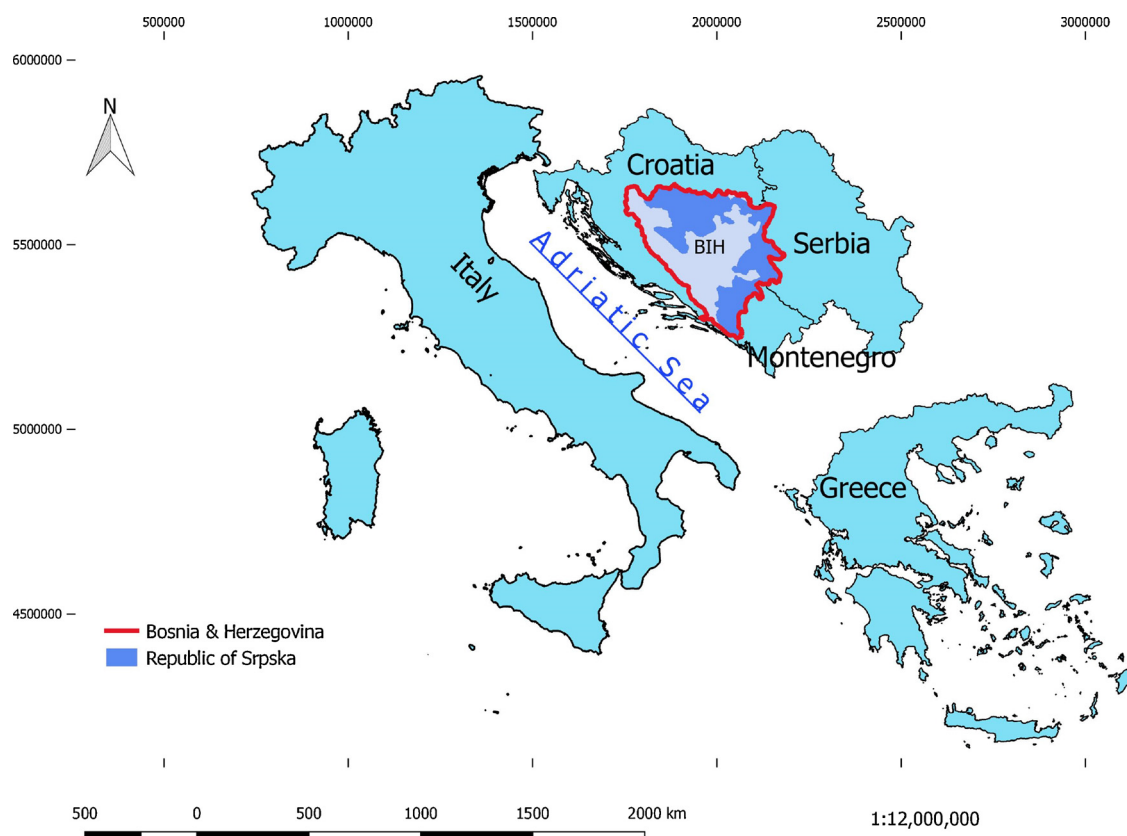 500000 1000000 1500000 2000000 2500000 3000000
6000000
N
Croatia
5500000
BIH
Serbia
Italy
Adriatic Sea
Montenegro
5000000
Greece
4500000
Bosnia & Herzegovina
Republic of Srpska
500 0 500 1000 1500 2000 km
1:12,000,000